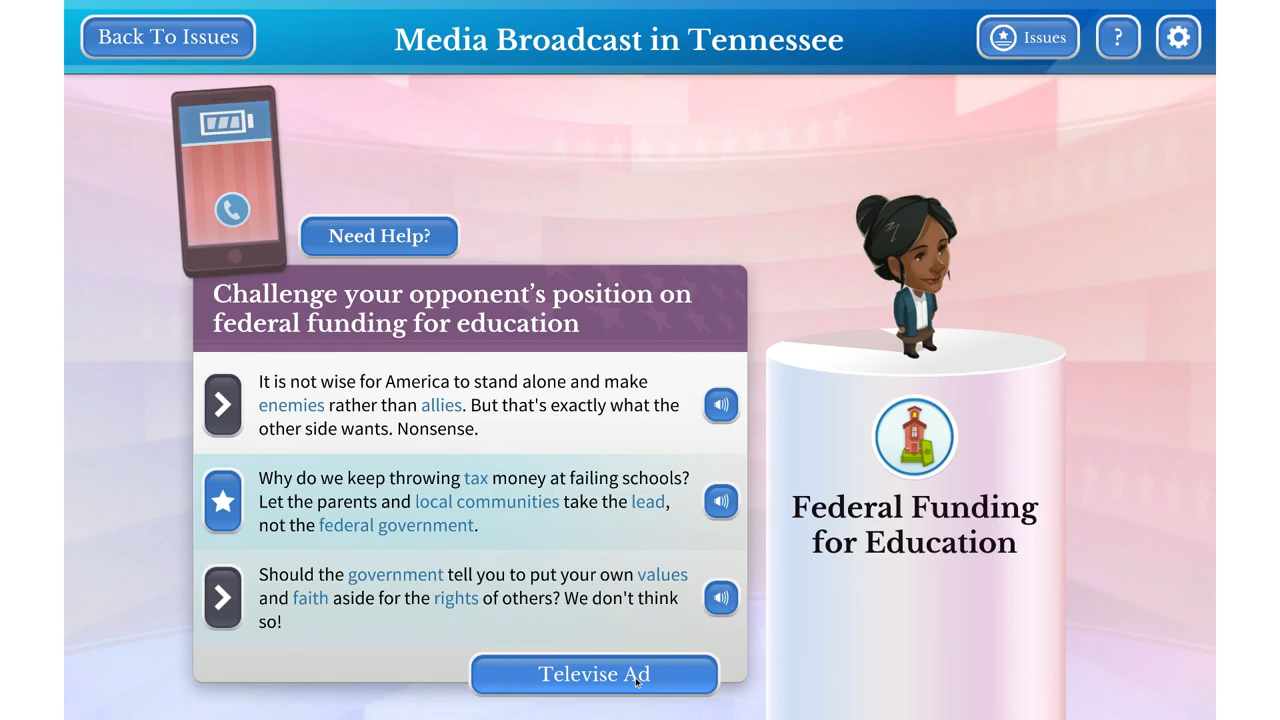 Back To Issues
Media Broadcast in Tennessee
Issues
?
Need Help?
Challenge your opponent’s position on
federal funding for education
It is not wise for America to stand alone and make
enemies rather than allies. But that's exactly what the
other side wants. Nonsense.
Why do we keep throwing tax money at failing schools?
Let the parents and local communities take the lead,
not the federal government.
Should the government tell you to put your own values
and faith aside for the rights of others? We don't think
so!
Televise Ad
Federal Funding
for Education